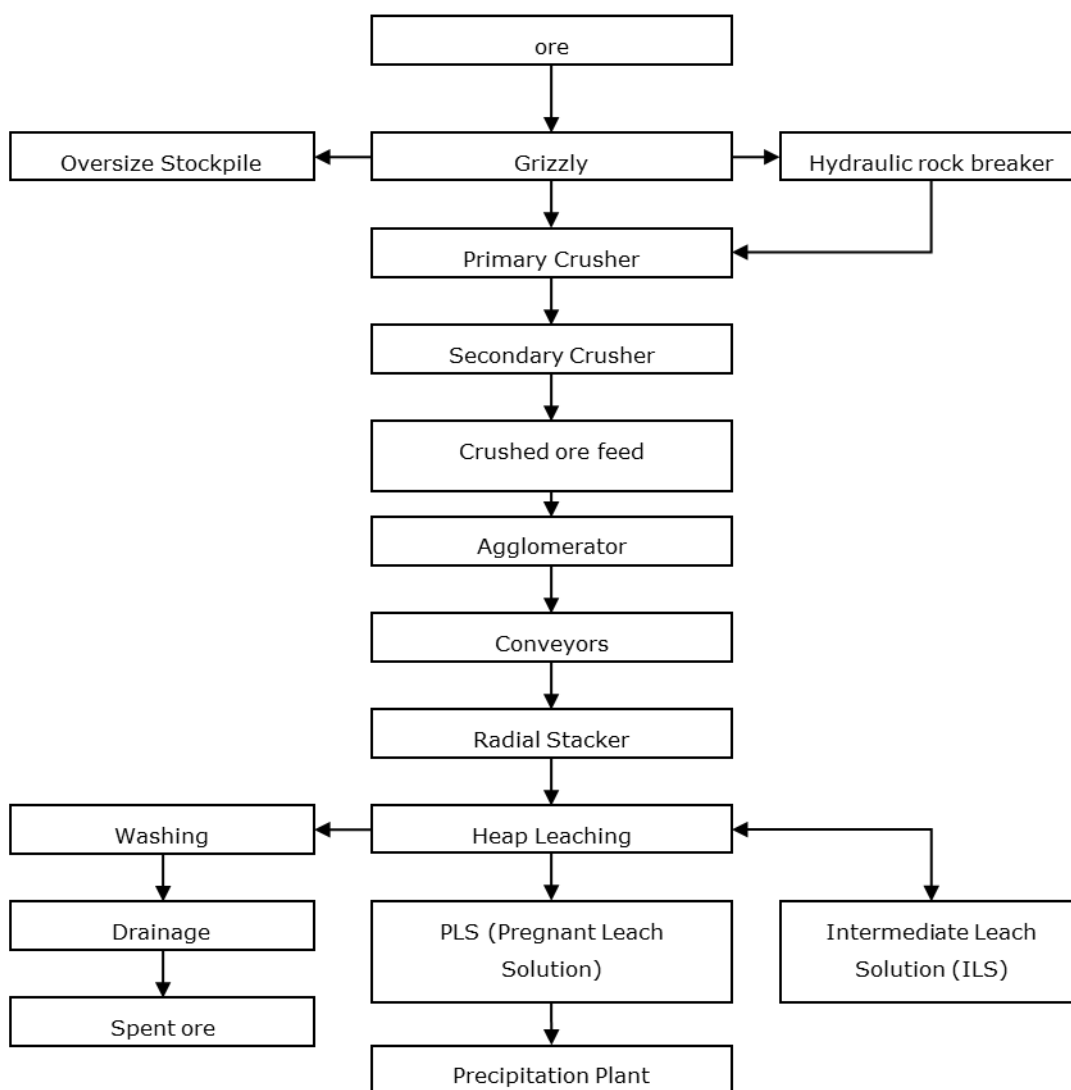 ore
Oversize Stockpile
Grizzly
Hydraulic rock breaker
Primary Crusher
Secondary Crusher
Crushed ore feed
Agglomerator
Conveyors
Radial Stacker
Washing
Heap Leaching
Drainage
PLS (Pregnant Leach
Solution)
Intermediate Leach
Solution (ILS)
Spent ore
Precipitation Plant